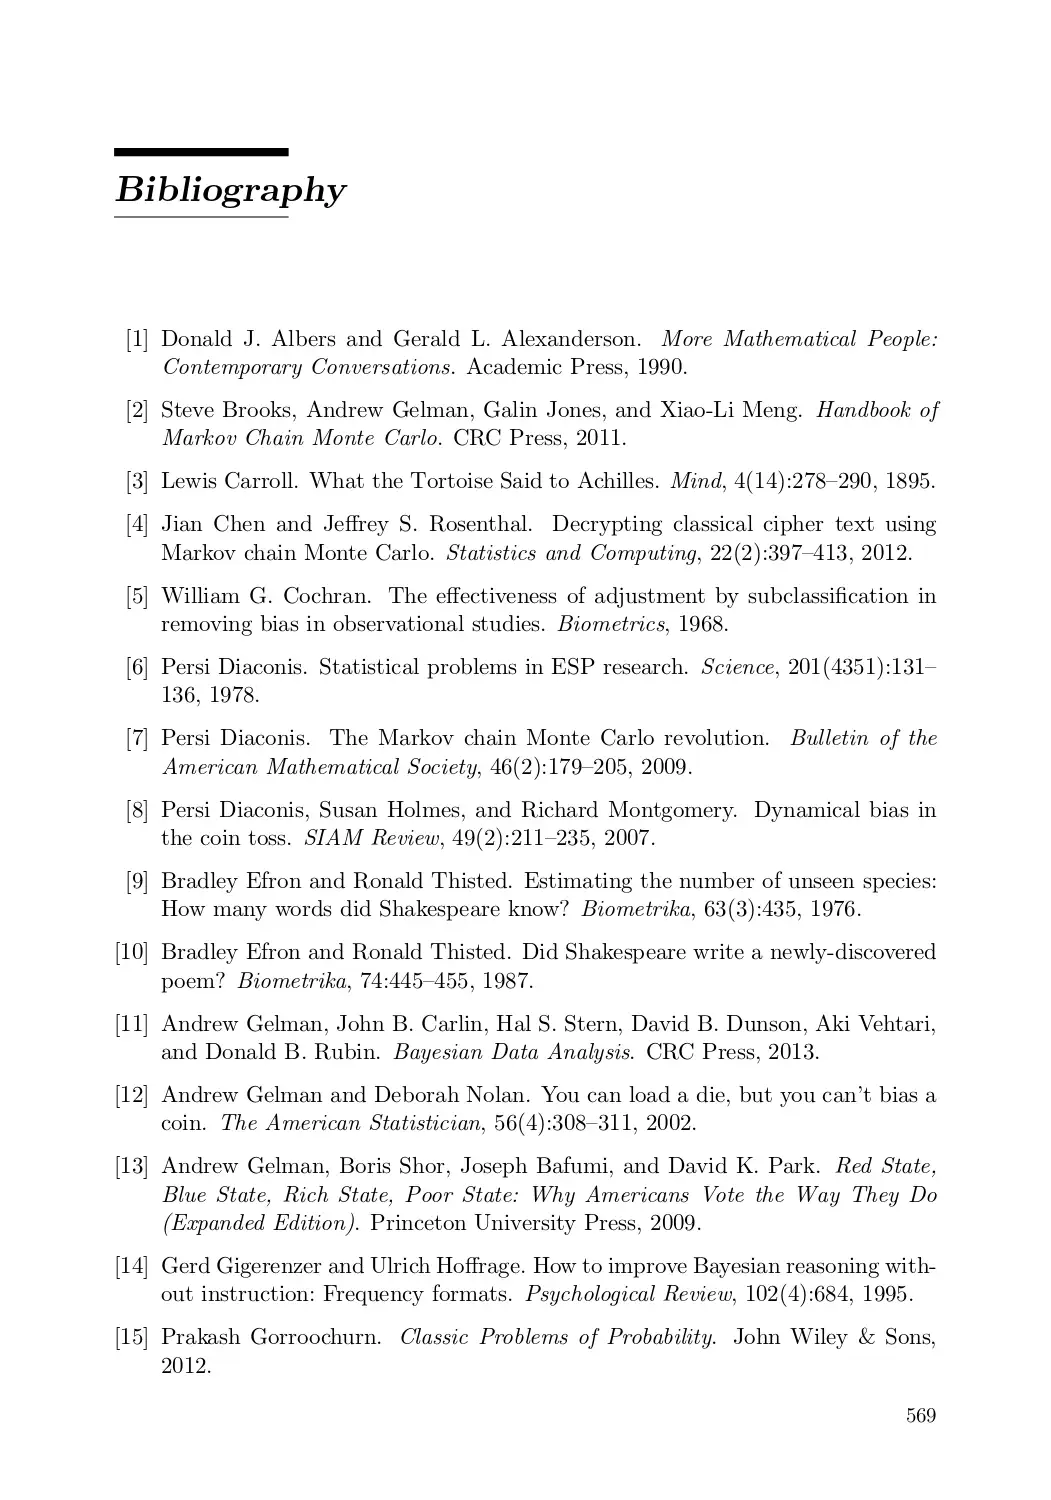 Bibliography
[1] Donald J. Albers and Gerald L. Alexanderson. More Mathematical People:
Contemporary Conversations. Academic Press, 1990.
[2] Steve Brooks, Andrew Gelman, Galin Jones, and Xiao-Li Meng. Handbook of
Markov Chain Monte Carlo. CRC Press, 2011.
[3] Lewis Carroll. What the Tortoise Said to Achilles. Mind, 4(14):278–290, 1895.
[4] Jian Chen and Jeffrey S. Rosenthal. Decrypting classical cipher text using
Markov chain Monte Carlo. Statistics and Computing, 22(2):397–413, 2012.
[5] William G. Cochran. The effectiveness of adjustment by subclassification in
removing bias in observational studies. Biometrics, 1968.
[6] Persi Diaconis. Statistical problems in ESP research. Science, 201(4351):131–
136, 1978.
[7] Persi Diaconis. The Markov chain Monte Carlo revolution. Bulletin of the
American Mathematical Society, 46(2):179–205, 2009.
[8] Persi Diaconis, Susan Holmes, and Richard Montgomery. Dynamical bias in
the coin toss. SIAM Review, 49(2):211–235, 2007.
[9] Bradley Efron and Ronald Thisted. Estimating the number of unseen species:
How many words did Shakespeare know? Biometrika, 63(3):435, 1976.
[10] Bradley Efron and Ronald Thisted. Did Shakespeare write a newly-discovered
poem? Biometrika, 74:445–455, 1987.
[11] Andrew Gelman, John B. Carlin, Hal S. Stern, David B. Dunson, Aki Vehtari,
and Donald B. Rubin. Bayesian Data Analysis. CRC Press, 2013.
[12] Andrew Gelman and Deborah Nolan. You can load a die, but you can't bias a
coin. The American Statistician, 56(4):308–311, 2002.
[13] Andrew Gelman, Boris Shor, Joseph Bafumi, and David K. Park. Red State,
Blue State, Rich State, Poor State: Why Americans Vote the Way They Do
(Expanded Edition). Princeton University Press, 2009.
[14] Gerd Gigerenzer and Ulrich Hoffrage. How to improve Bayesian reasoning with-
out instruction: Frequency formats. Psychological Review, 102(4):684, 1995.
[15] Prakash Gorroochurn. Classic Problems of Probability. John Wiley & Sons,
2012.
569